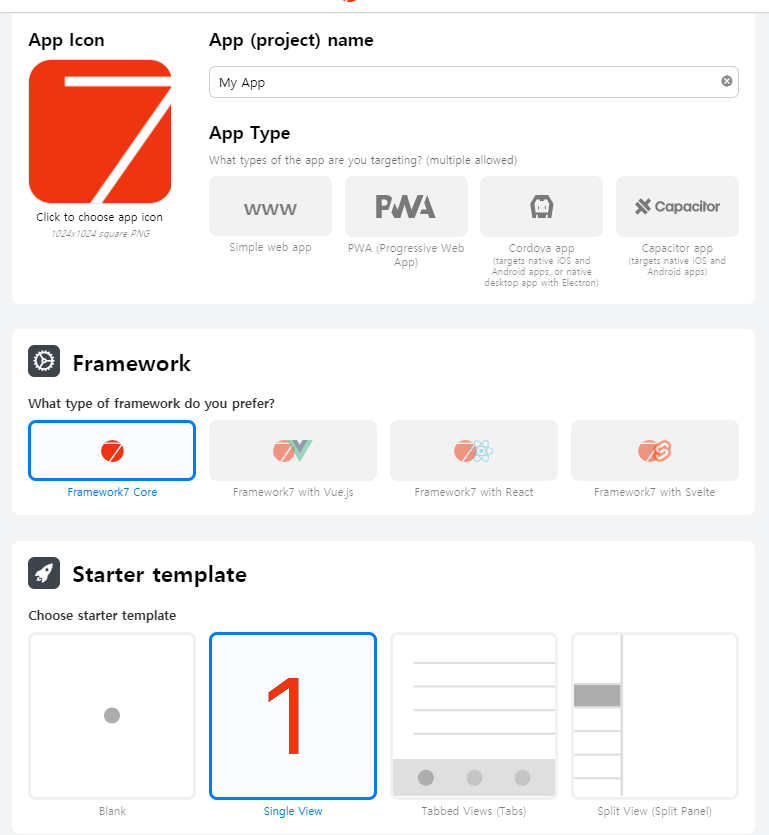 App Icon
App (project) name
My App
App Type
What types of the app are you targeting? (multiple allowed)
www
PWA
Capacitor
Click to choose app icon
1024x1024 square PNG
Simple web app
PWA (Progressive Web
App)
Cordova app
(targets native iOS and
Android apps, or native
desktop app with Electron)
Capacitor app
(targets native iOS and
Android apps)
Framework
What type of framework do you prefer?
Framework7 Core
Framework7 with Vue.js
Framework7 with React
Framework7 with Svelte
Starter template
Choose starter template
1
Blank
Single View
Tabbed Views (Tabs)
Split View (Split Panel)